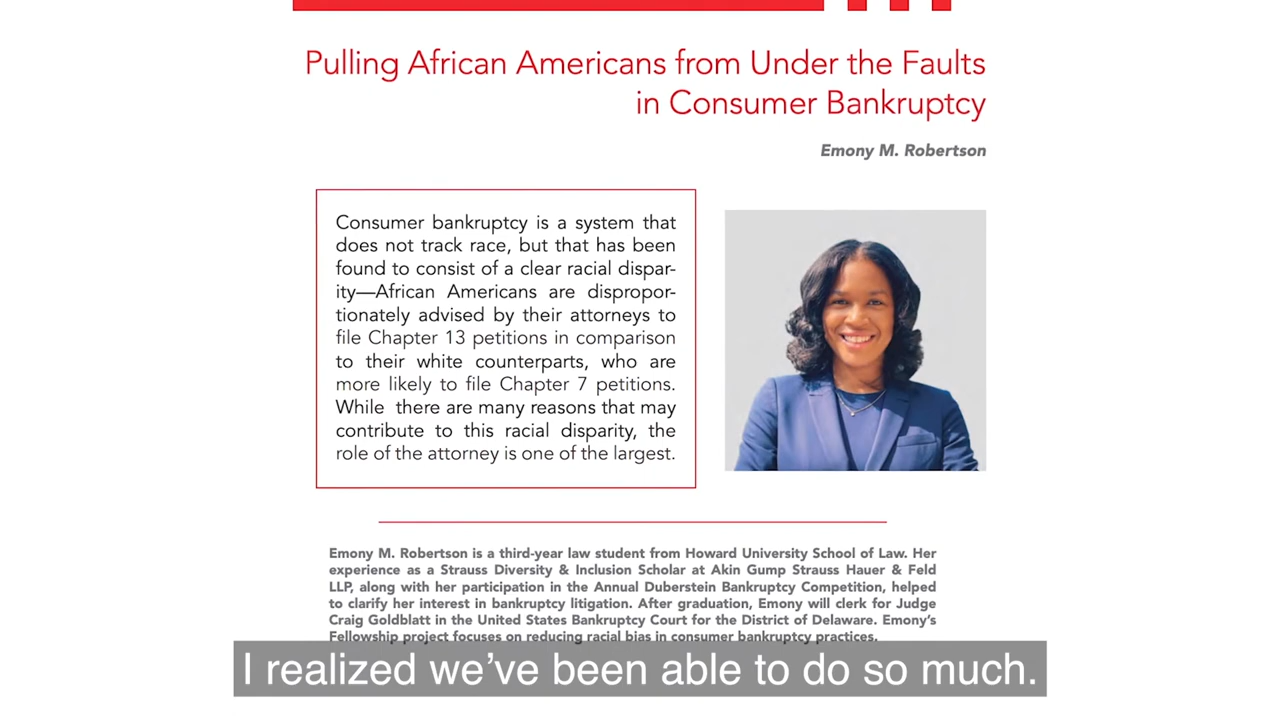 Pulling African Americans from Under the Faults
in Consumer Bankruptcy
Emony M. Robertson
Consumer bankruptcy is a system that
does not track race, but that has been
found to consist of a clear racial dispar-
ity—African Americans are dispropor-
tionately advised by their attorneys to
file Chapter 13 petitions in comparison
to their white counterparts, who are
more likely to file Chapter 7 petitions.
While there are many reasons that may
contribute to this racial disparity, the
role of the attorney is one of the largest.
Emony M. Robertson is a third-year law student from Howard University School of Law. Her
experience as a Strauss Diversity & Inclusion Scholar at Akin Gump Strauss Hauer & Feld
LLP, along with her participation in the Annual Duberstein Bankruptcy Competition, helped
to clarify her interest in bankruptcy litigation. After graduation, Emony will clerk for Judge
Craig Goldblatt in the United States Bankruptcy Court for the District of Delaware. Emony's
Fellowship project focuses on reducing racial bias in consumer bankruptcy practices.
I realized we've been able to do so much.